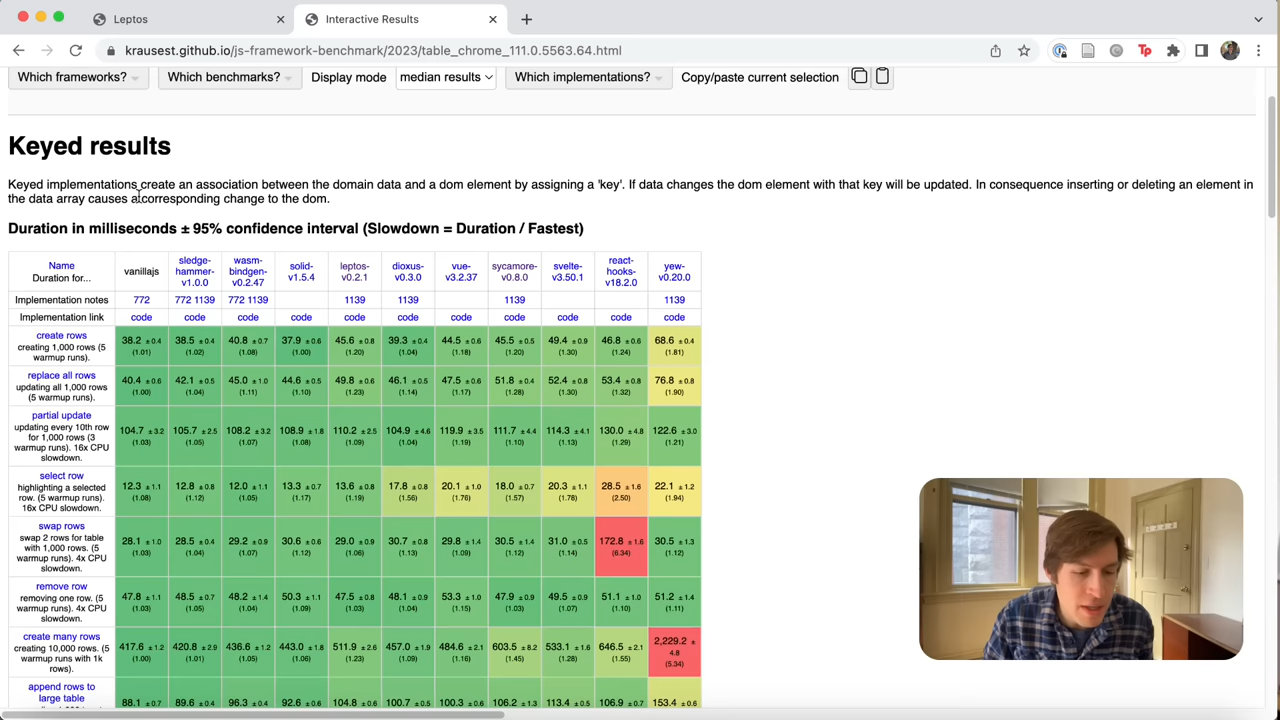 Leptos
Interactive Results
krausest.github.io/js-framework-benchmark/2023/table_chrome_111.0.5563.64.html
Tp
Which frameworks? Which benchmarks? Display mode median results Which implementations? Copy/paste current selection
Keyed results
Keyed implementations create an association between the domain data and a dom element by assigning a 'key'. If data changes the dom element with that key will be updated. In consequence inserting or deleting an element in
the data array causes a corresponding change to the dom.
Duration in milliseconds ± 95% confidence interval (Slowdown = Duration / Fastest)
Name
Duration for...
vanillajs
sledge-
hammer-
v1.0.0
wasm-
bindgen-
v0.2.47
solid-
v1.5.4
leptos-
v0.2.1
dioxus-
v0.3.0
vue-
v3.2.37
sycamore-
v0.8.0
svelte-
v3.50.1
react-
hooks-
v18.2.0
yew-
v0.20.0
Implementation notes 772 772 1139 772 1139 1139 1139 1139 1139
Implementation link code code code code code code code code code code code
create rows
creating 1,000 rows (5
warmup runs).
38.2 ±0.4 38.5 ±0.4 40.8 ±0.7 37.9 ±0.6 45.6 ±0.8 39.3 ±0.4 44.5 ±0.6 45.5 ±0.5 49.4 ±0.9 46.8 ±0.6 68.6 ±0.4
(1.01) (1.02) (1.08) (1.00) (1.20) (1.04) (1.18) (1.20) (1.30) (1.24) (1.81)
replace all rows
updating all 1,000 rows
(5 warmup runs).
40.4 ±0.6 42.1 ±0.5 45.0 ±1.0 44.6 ±0.5 49.8 ±0.6 46.1 ±0.5 47.5 ±0.6 51.8 ±0.4 52.4 ±0.8 53.4 ±0.8 76.8 ±0.8
(1.00) (1.04) (1.11) (1.10) (1.23) (1.14) (1.17) (1.28) (1.30) (1.32) (1.90)
partial update
updating every 10th row
for 1,000 rows (3
warmup runs). 16x CPU
slowdown.
104.7 ±3.2 105.7 ±2.5 108.2 ±3.2 108.9 ±1.8 110.2 ±2.5 104.9 ±4.6 119.9 ±3.5 111.7 ±4.4 114.3 ±4.1 130.0 ±4.8 122.6 ±3.0
(1.03) (1.05) (1.07) (1.08) (1.09) (1.04) (1.19) (1.10) (1.13) (1.29) (1.21)
select row
highlighting a selected
row. (5 warmup runs).
16x CPU slowdown.
12.3 ±1.1 12.8 ±0.8 12.0 ±1.1 13.3 ±0.7 13.6 ±0.8 17.8 ±0.8 20.1 ±1.0 18.0 ±0.7 20.3 ±1.1 28.5 ±1.6 22.1 ±1.2
(1.08) (1.12) (1.05) (1.17) (1.19) (1.56) (1.76) (1.57) (1.78) (2.50) (1.94)
swap rows
swap 2 rows for table
with 1,000 rows. (5
warmup runs). 4x CPU
slowdown.
28.1 ±1.0 28.5 ±0.4 29.2 ±0.9 30.6 ±0.6 29.0 ±0.9 30.7 ±0.8 29.8 ±1.4 30.5 ±1.4 31.0 ±0.5 172.8 ±1.6 30.5 ±1.3
(1.03) (1.04) (1.07) (1.12) (1.06) (1.13) (1.09) (1.12) (1.14) (6.34) (1.12)
remove row
removing one row. (5
warmup runs). 4x CPU
slowdown.
47.8 ±1.1 48.5 ±0.7 48.2 ±1.4 50.3 ±1.1 47.5 ±0.8 48.1 ±0.9 53.3 ±1.0 47.9 ±0.9 49.5 ±0.9 51.1 ±1.0 51.2 ±1.4
(1.03) (1.05) (1.04) (1.09) (1.03) (1.04) (1.15) (1.03) (1.07) (1.10) (1.11)
create many rows
creating 10,000 rows. (5
warmup runs with 1k
rows).
417.6 ±1.2 420.8 ±2.9 436.6 ±1.2 443.0 ±1.8 511.9 ±2.6 457.0 ±1.9 484.6 ±2.1 603.5 ±8.2 533.1 ±1.6 646.5 ±2.1 2,229.2 ±4.8
(1.00) (1.01) (1.05) (1.06) (1.23) (1.09) (1.16) (1.45) (1.28) (1.55) (5.34)
append rows to
large table
88.1 ±0.7 89.6 ±0.4 96.3 ±0.4 92.6 ±0.6 104.8 ±0.6 100.7 ±0.5 100.3 ±0.6 106.2 ±1.3 113.4 ±0.5 106.9 ±0.7 153.4 ±0.6